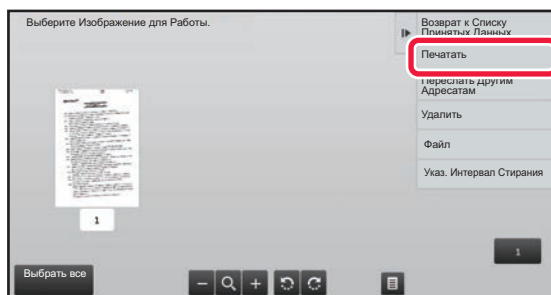 Выберите Изображение для Работы.
Возврат к Списку
Принятых Данных
Печатать
Переслать Другим
Адресатам
Удалить
Файл
Указ. Интервал Стирания
1
1
Выбрать все